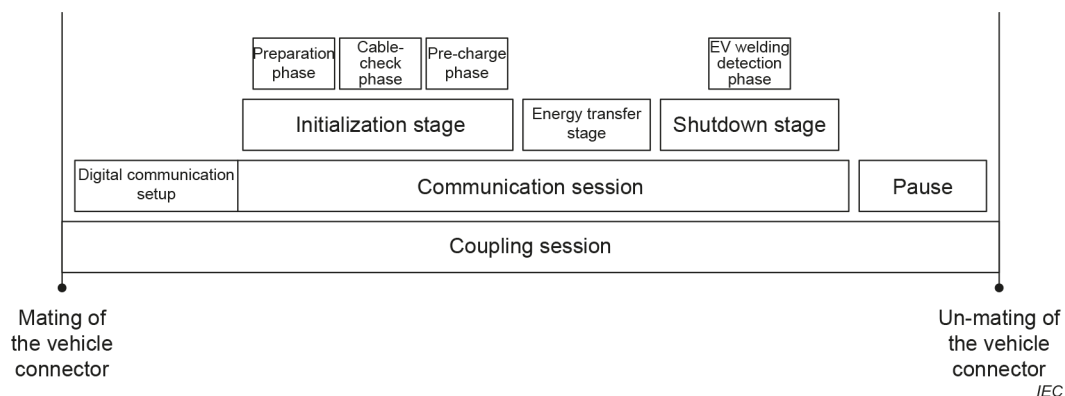 Preparation
phase
Cable-
check
phase
Pre-charge
phase
EV welding
detection
phase
Initialization stage
Energy transfer
stage
Shutdown stage
Digital communication
setup
Communication session
Pause
Coupling session
Mating of
the vehicle
connector
Un-mating of
the vehicle
connector
IEC